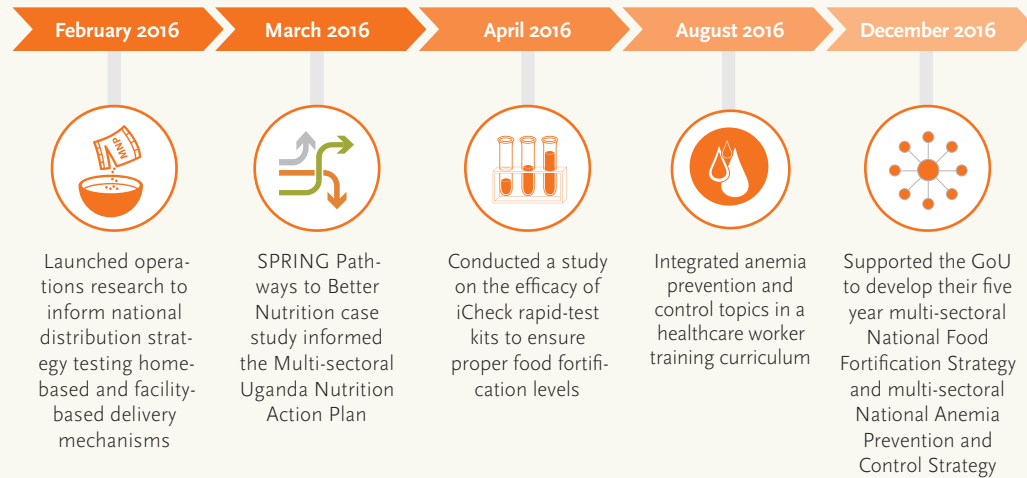 February 2016
March 2016
April 2016
August 2016
December 2016
MNP
Launched opera-
tions research to
inform national
distribution strat-
egy testing home-
based and facility-
based delivery
mechanisms
SPRING Path-
ways to Better
Nutrition case
study informed
the Multi-sectoral
Uganda Nutrition
Action Plan
Conducted a study
on the efficacy of
iCheck rapid-test
kits to ensure
proper food fortifi-
cation levels
Integrated anemia
prevention and
control topics in a
healthcare worker
training curriculum
Supported the GoU
to develop their five
year multi-sectoral
National Food
Fortification Strategy
and multi-sectoral
National Anemia
Prevention and
Control Strategy